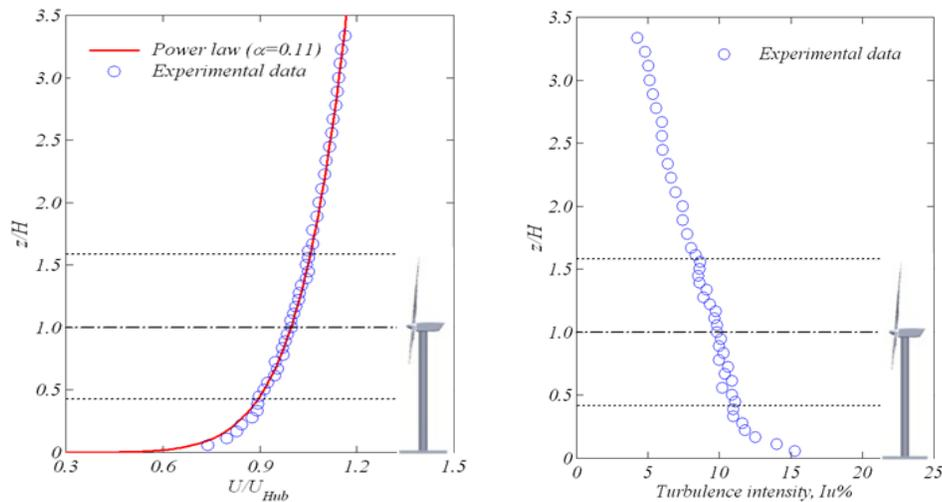 3.5
3.0
2.5
2.0
1.5
1.0
0.5
0
z/H
Power law (α=0.11)
Experimental data
0.3 0.6 0.9 1.2 1.5
U/U_Hub
3.5
3.0
2.5
2.0
1.5
1.0
0.5
0
z/H
Experimental data
0 5 10 15 20 25
Turbulence intensity, Iu%